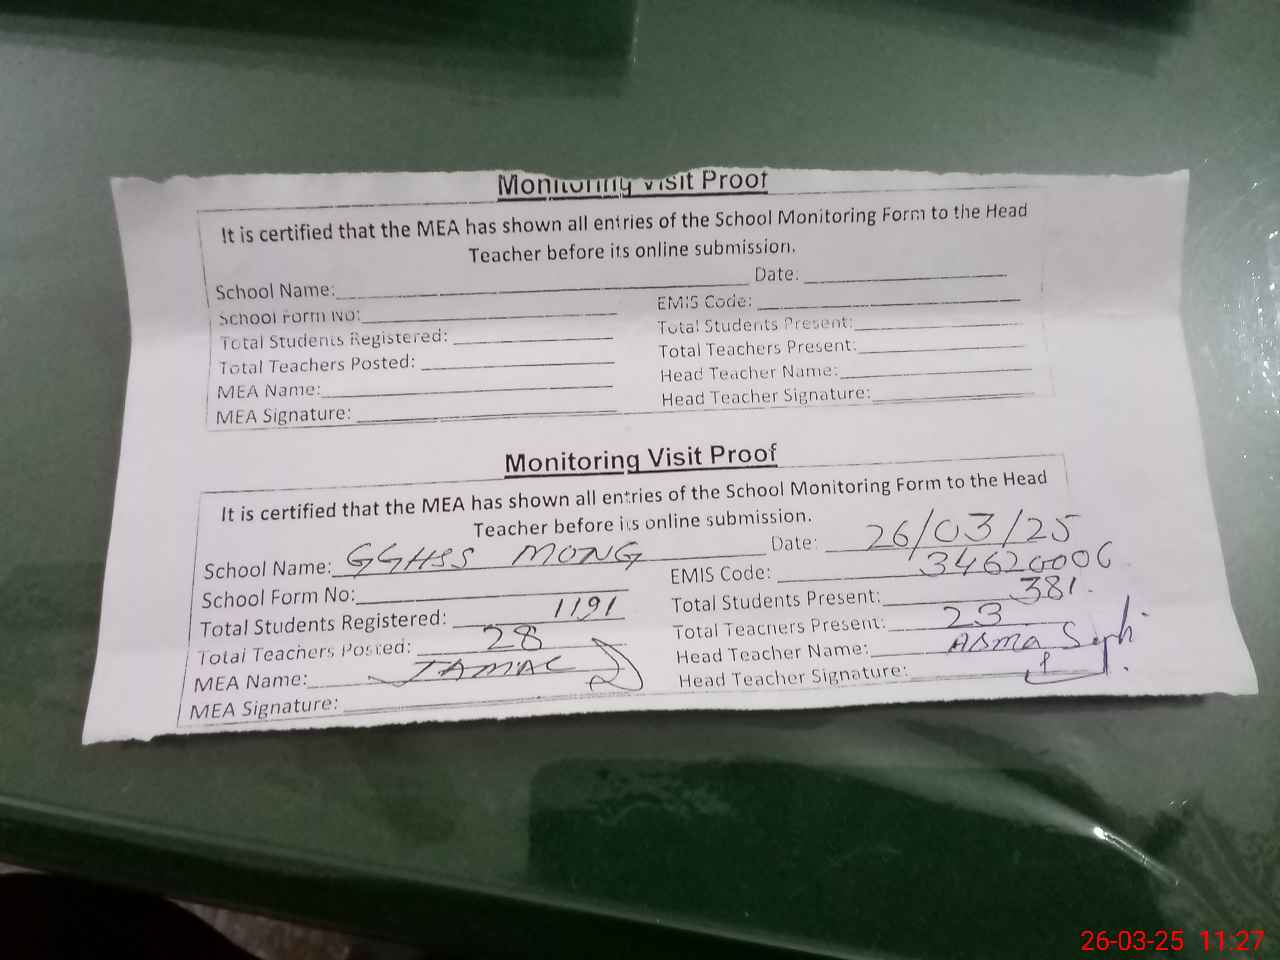 Monitoring Visit Proof
It is certified that the MEA has shown all entries of the School Monitoring Form to the Head
Teacher before its online submission.
School Name: Date:
School Form No: EMIS Code:
Total Students Registered: Total Students Present:
Total Teachers Posted: Total Teachers Present:
MEA Name: Head Teacher Name:
MEA Signature: Head Teacher Signature:
Monitoring Visit Proof
It is certified that the MEA has shown all entries of the School Monitoring Form to the Head
Teacher before its online submission.
School Name: GGHSS MONG Date: 26/03/25
School Form No: EMIS Code: 34620006
Total Students Registered: 1191 Total Students Present: 381
Total Teachers Posted: 28 Total Teachers Present: 23
MEA Name: Head Teacher Name: ASMA
MEA Signature: Head Teacher Signature:
26-03-25 11:27